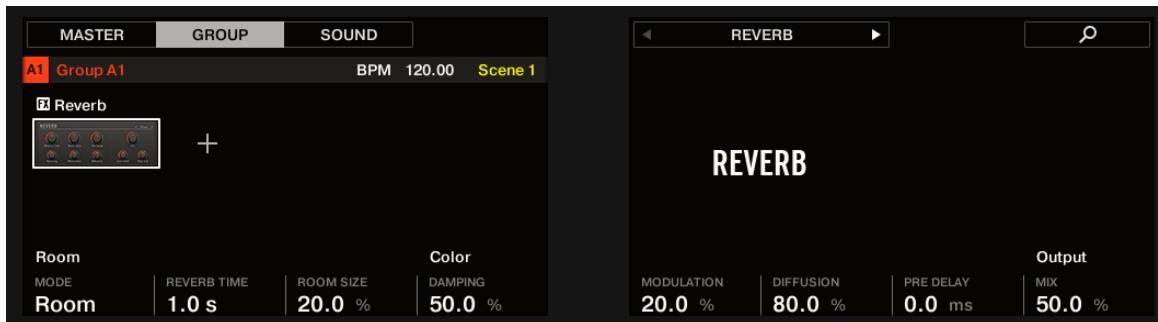 MASTER GROUP SOUND
A1 Group A1 BPM 120.00 Scene 1
FX Reverb
REVERB
Room Color
MODE REVERB TIME ROOM SIZE DAMPING
Room 1.0 s 20.0 % 50.0 %
REVERB
REVERB
Output
MODULATION DIFFUSION PRE DELAY MIX
20.0 % 80.0 % 0.0 ms 50.0 %